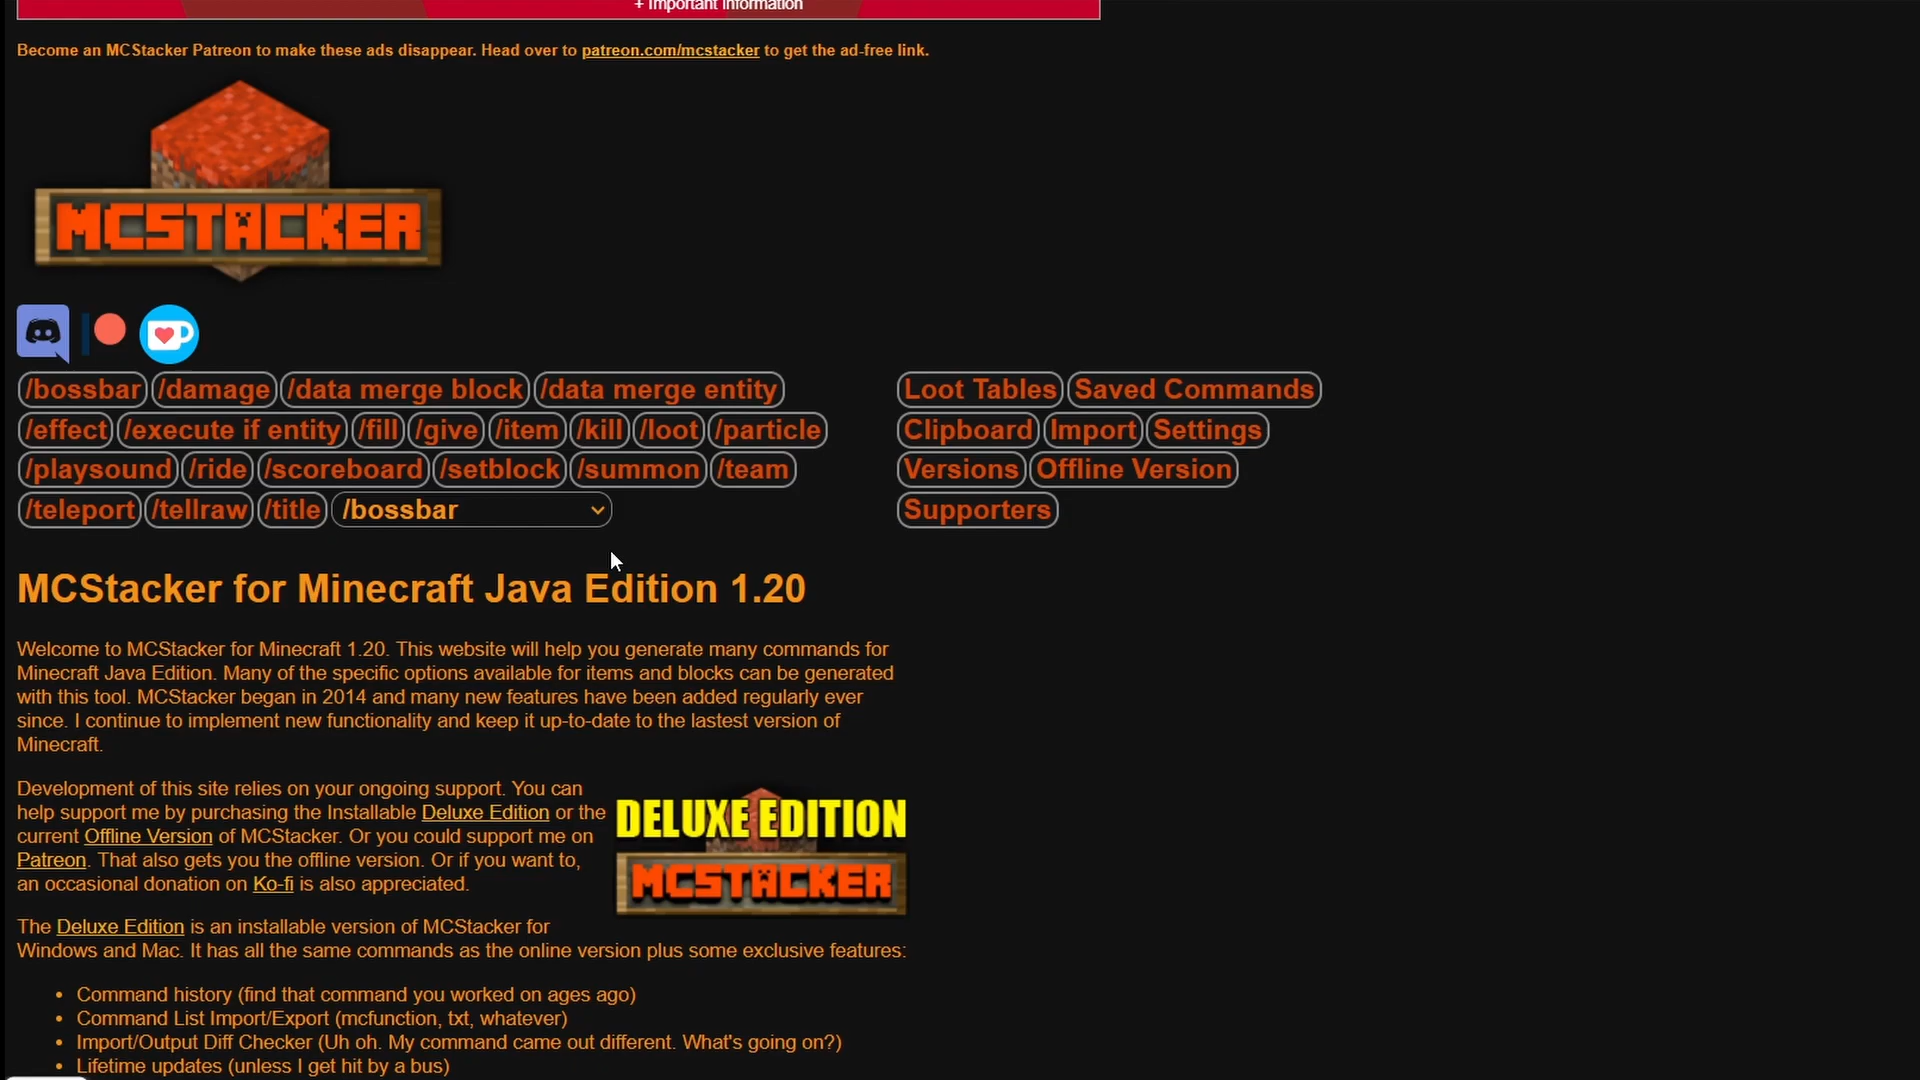 + Important Information
Become an MCStacker Patreon to make these ads disappear. Head over to patreon.com/mcstacker to get the ad-free link.
MCSTACKER
/bossbar /damage /data merge block /data merge entity
/effect /execute if entity /fill /give /item /kill /loot /particle
/playsound /ride /scoreboard /setblock /summon /team
/teleport /tellraw /title /bossbar
Loot Tables Saved Commands
Clipboard Import Settings
Versions Offline Version
Supporters
MCStacker for Minecraft Java Edition 1.20
Welcome to MCStacker for Minecraft 1.20. This website will help you generate many commands for
Minecraft Java Edition. Many of the specific options available for items and blocks can be generated
with this tool. MCStacker began in 2014 and many new features have been added regularly ever
since. I continue to implement new functionality and keep it up-to-date to the lastest version of
Minecraft.
Development of this site relies on your ongoing support. You can
help support me by purchasing the Installable Deluxe Edition or the
current Offline Version of MCStacker. Or you could support me on
Patreon. That also gets you the offline version. Or if you want to,
an occasional donation on Ko-fi is also appreciated.
DELUXE EDITION
MCSTACKER
The Deluxe Edition is an installable version of MCStacker for
Windows and Mac. It has all the same commands as the online version plus some exclusive features:
• Command history (find that command you worked on ages ago)
• Command List Import/Export (mcfunction, txt, whatever)
• Import/Output Diff Checker (Uh oh. My command came out different. What's going on?)
• Lifetime updates (unless I get hit by a bus)